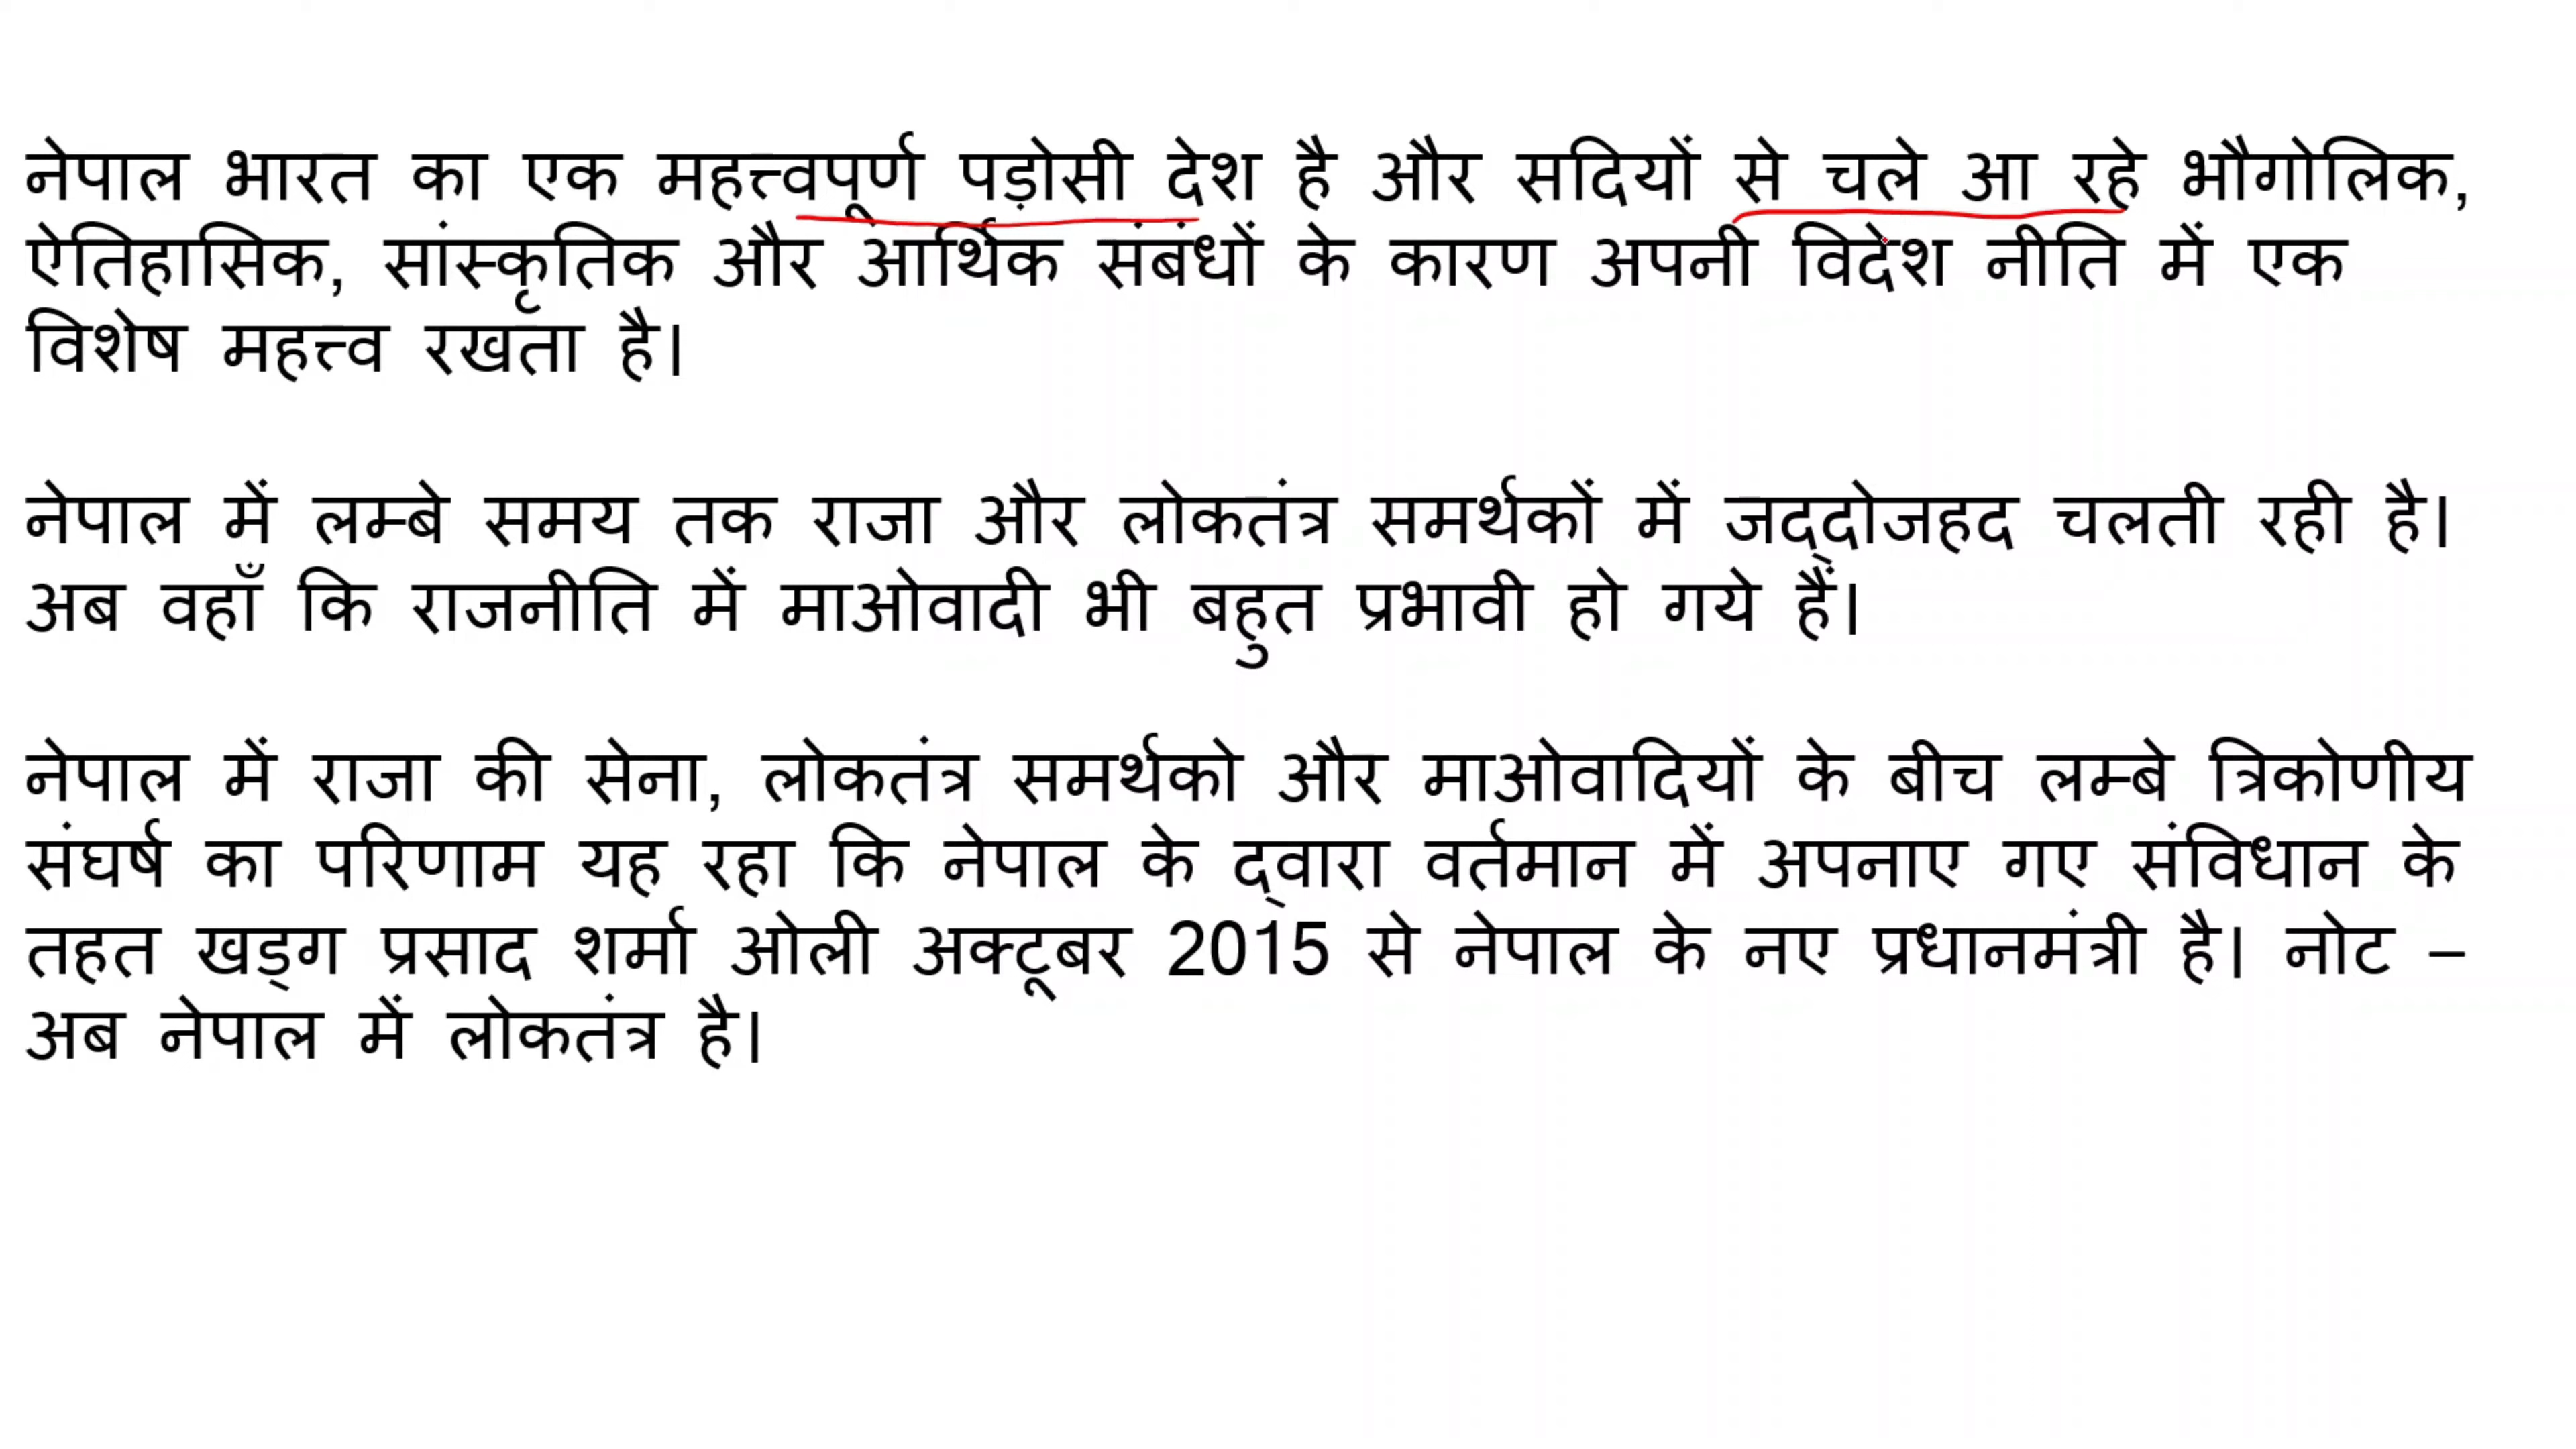 नेपाल भारत का एक महत्त्वपूर्ण पड़ोसी देश है और सदियों से चले आ रहे भौगोलिक,
ऐतिहासिक, सांस्कृतिक और आर्थिक संबंधों के कारण अपनी विदेश नीति में एक
विशेष महत्त्व रखता है।
नेपाल में लम्बे समय तक राजा और लोकतंत्र समर्थकों में जद्दोजहद चलती रही है।
अब वहाँ कि राजनीति में माओवादी भी बहुत प्रभावी हो गये हैं।
नेपाल में राजा की सेना, लोकतंत्र समर्थको और माओवादियों के बीच लम्बे त्रिकोणीय
संघर्ष का परिणाम यह रहा कि नेपाल के द्वारा वर्तमान में अपनाए गए संविधान के
तहत खड्ग प्रसाद शर्मा ओली अक्टूबर 2015 से नेपाल के नए प्रधानमंत्री है। नोट –
अब नेपाल में लोकतंत्र है।